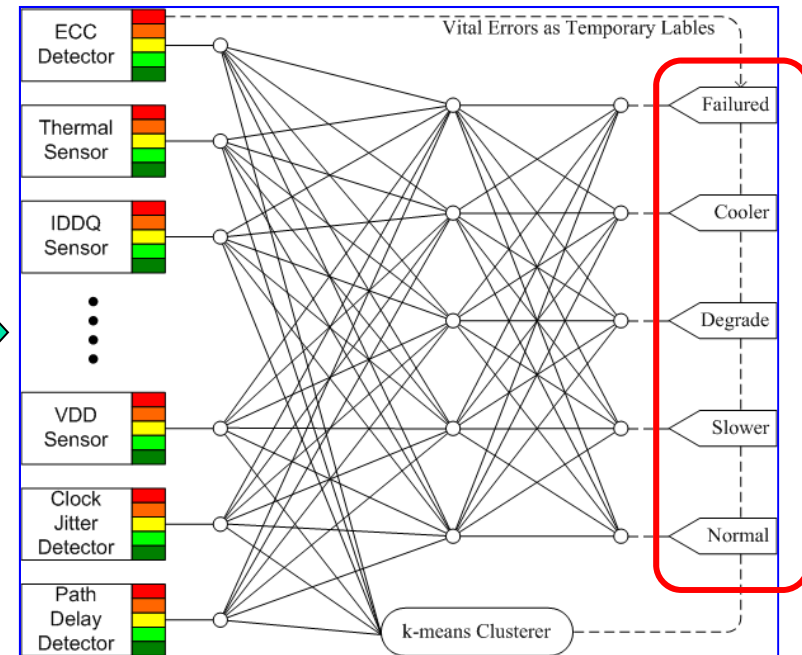 Vital Errors as Temporary Lables
ECC
Detector
Thermal
Sensor
IDDQ
Sensor
VDD
Sensor
Clock
Jitter
Detector
Path
Delay
Detector
Failured
Cooler
Degrade
Slower
Normal
k-means Clusterer